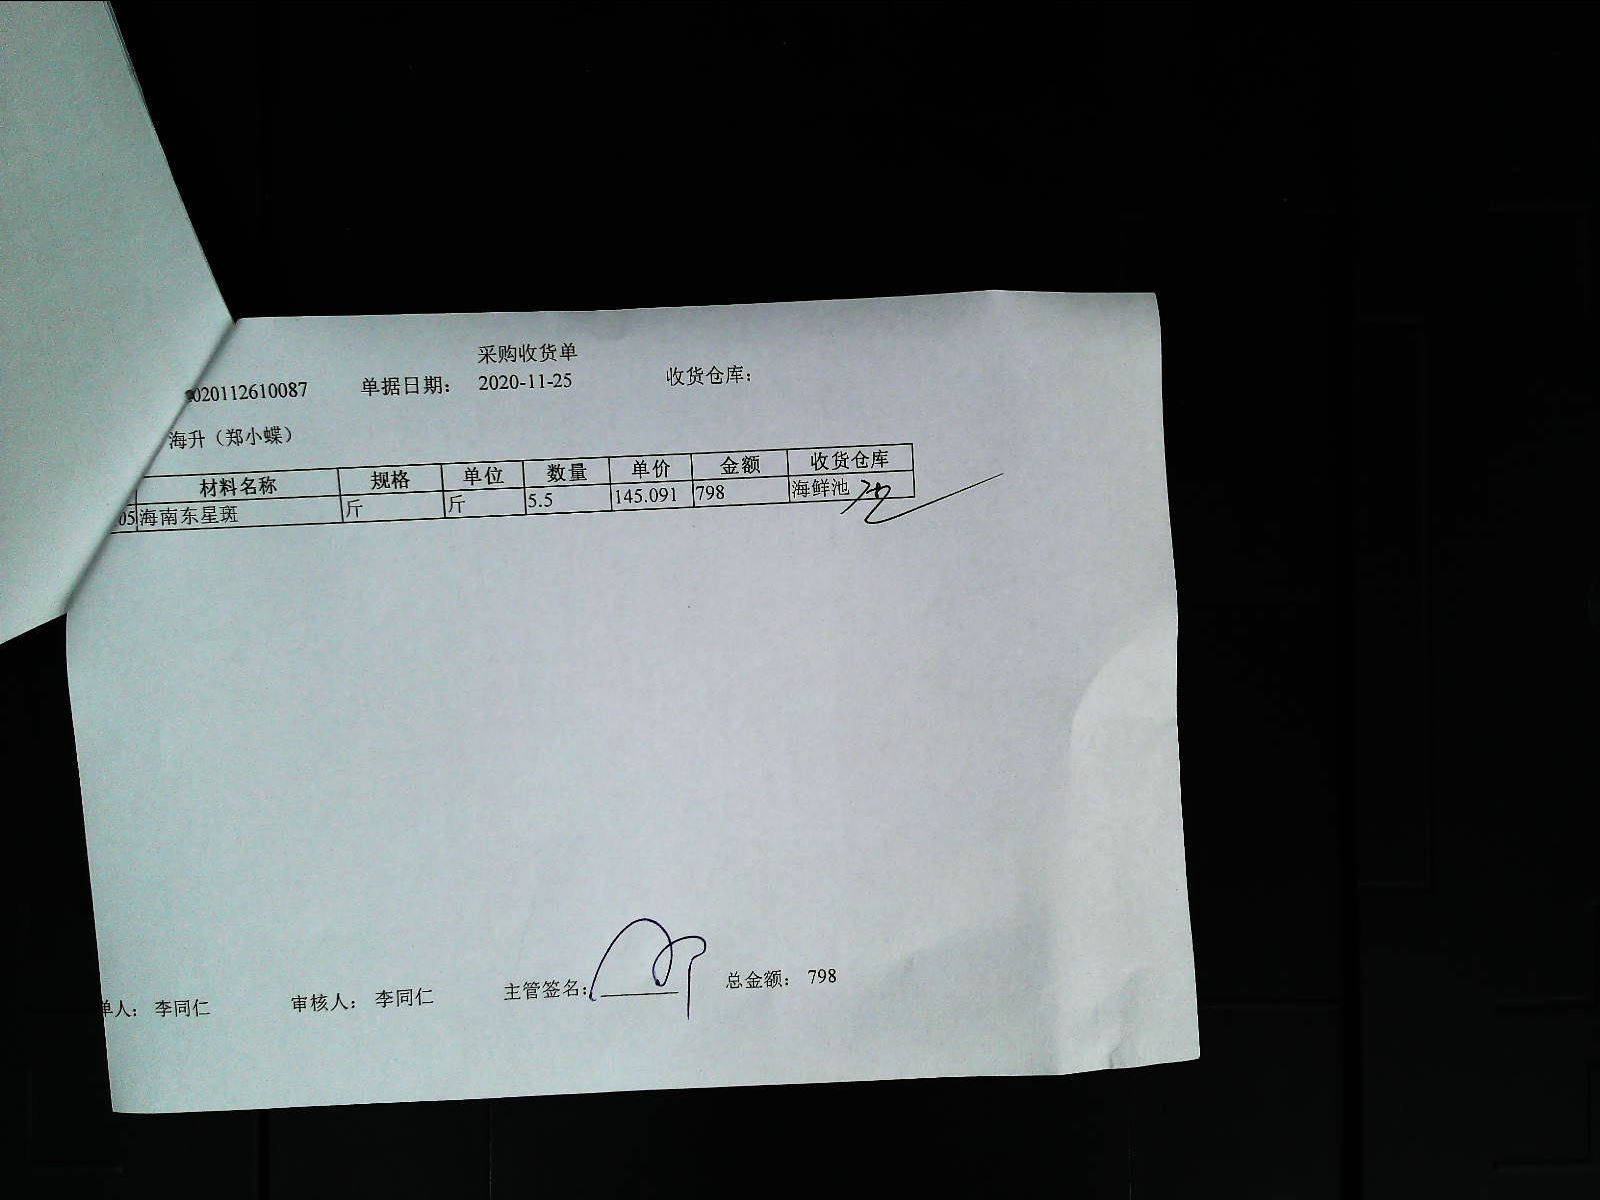 采购收货单
2020112610087 单据日期: 2020-11-25 收货仓库:
海升（郑小蝶）
材料名称 规格 单位 数量 单价 金额 收货仓库
05 海南东星斑 斤 斤 5.5 145.091 798 海鲜池
单人: 李同仁 审核人: 李同仁 主管签名: 总金额: 798